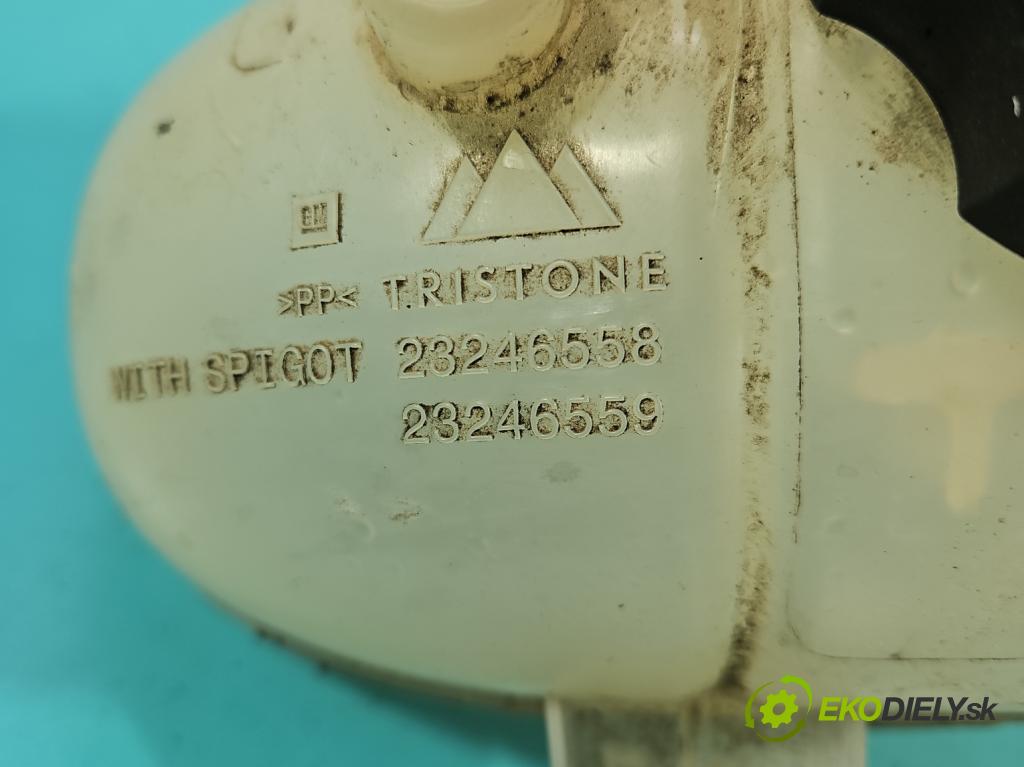 GM
>PP< TRISTONE
WITH SPIGOT 23246558
23246559
EKODIELY.sk